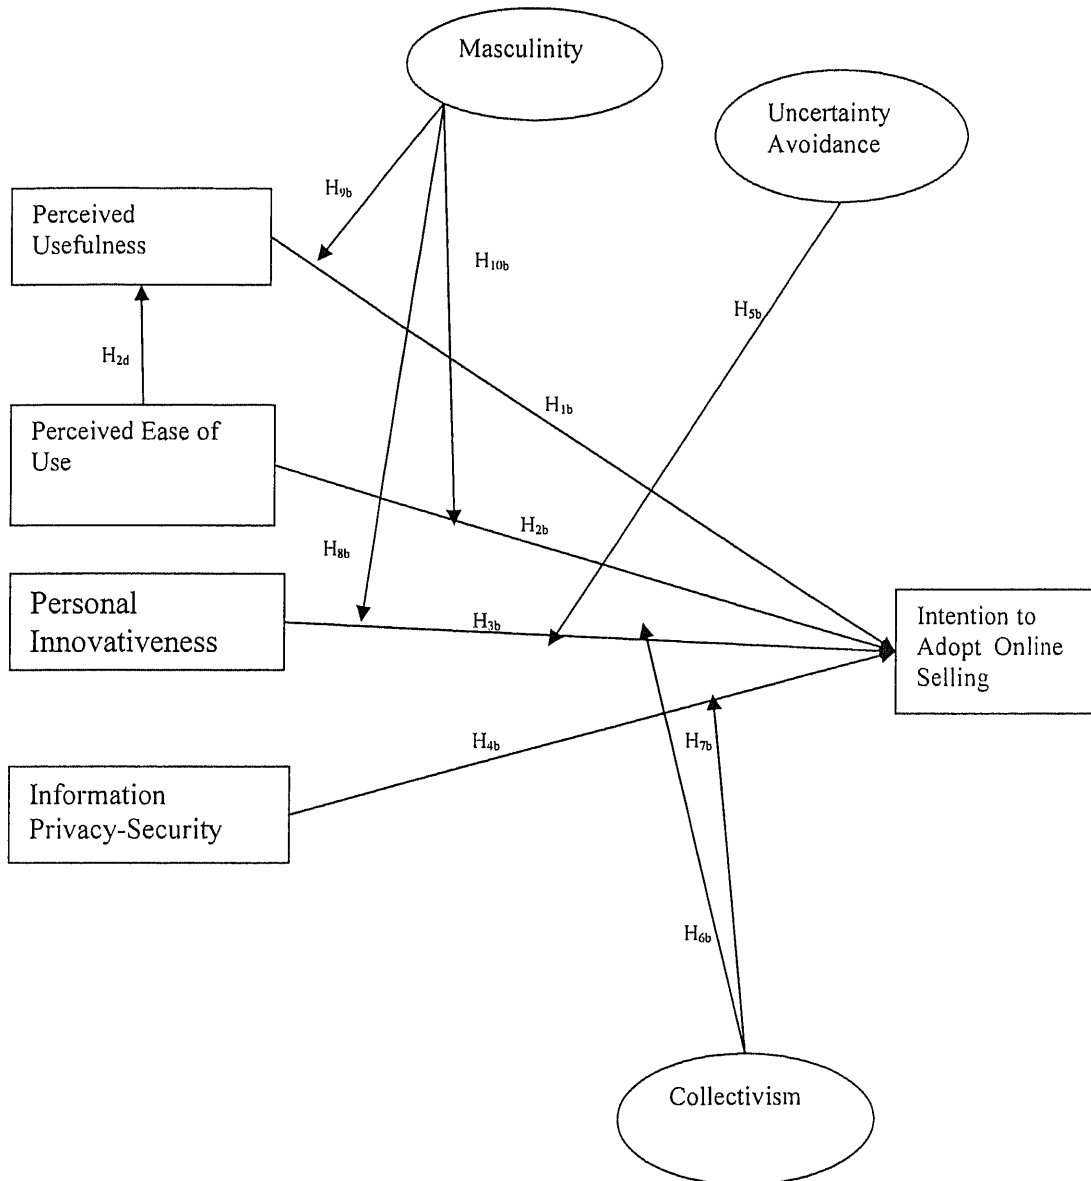 Masculinity
Uncertainty
Avoidance
H9b
Perceived
Usefulness
H10b
H5b
H2d
H1b
Perceived Ease of
Use
H2b
H8b
Personal
Innovativeness
H3b
Intention to
Adopt Online
Selling
H4b
H7b
Information
Privacy-Security
H6b
Collectivism